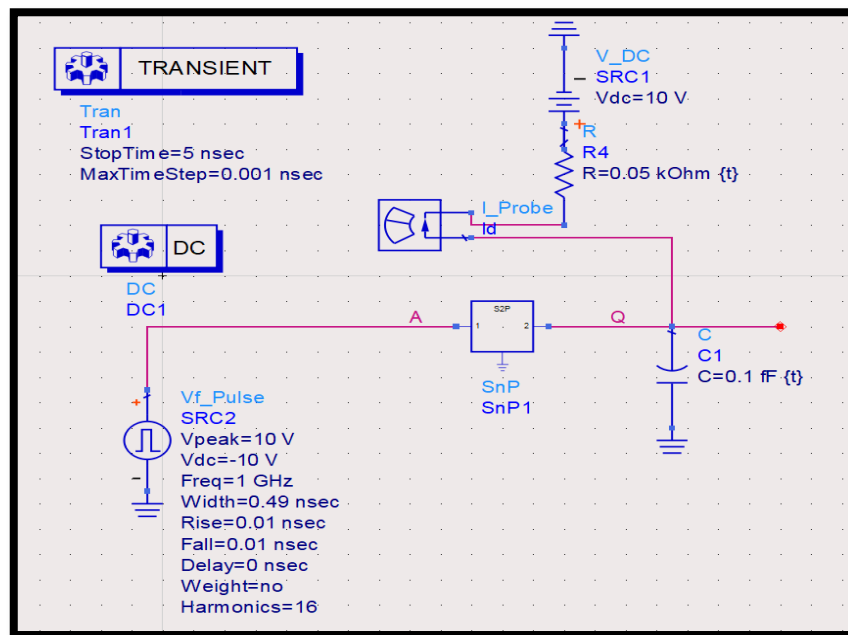 TRANSIENT
Tran
Tran1
StopTime=5 nsec
MaxTimeStep=0.001 nsec
V_DC
SRC1
Vdc=10 V
R
R4
R=0.05 kOhm {t}
I_Probe
Id
DC
DC
DC1
A
S2P
1
2
Q
SnP
SnP1
C
C1
C=0.1 fF {t}
Vf_Pulse
SRC2
Vpeak=10 V
Vdc=-10 V
Freq=1 GHz
Width=0.49 nsec
Rise=0.01 nsec
Fall=0.01 nsec
Delay=0 nsec
Weight=no
Harmonics=16